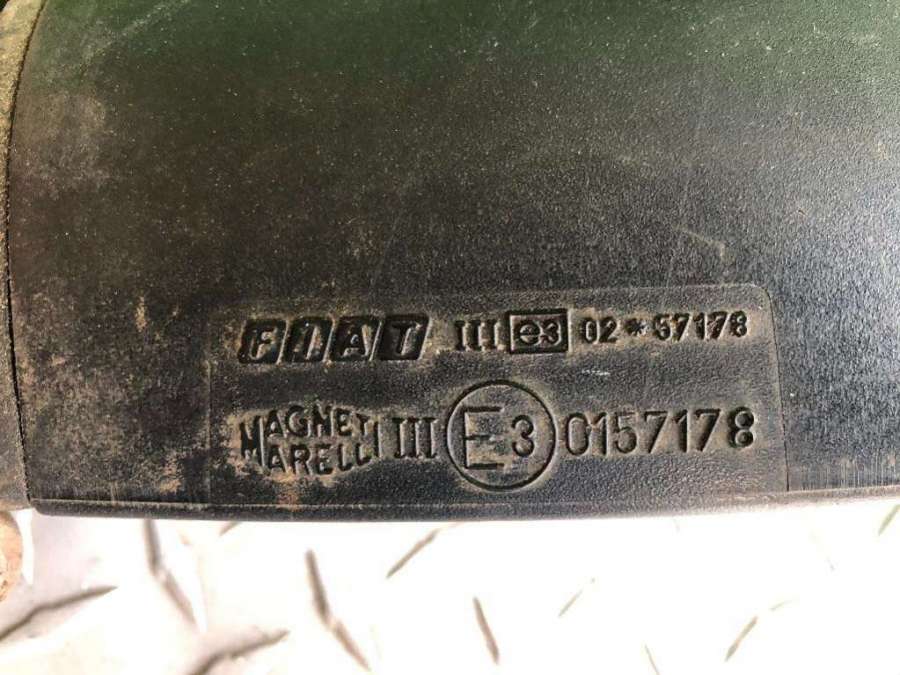 FIAT III e3 02*57178
MAGNETI MARELLI III E3 0157178